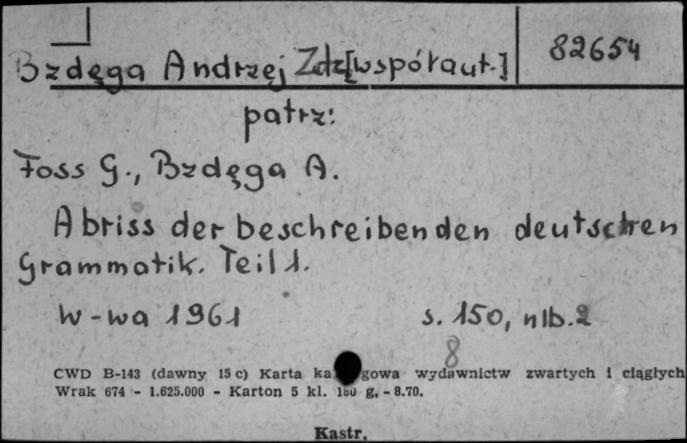 82654
Bzdęga Andrzej Zdz[współaut.]
patrz:
Foss G., Bzdęga A.
Abriss der beschreibenden deutschen
Grammatik. Teil 1.
W-wa 1961 s. 150, nlb. 2
8
CWD B-143 (dawny 15 c) Karta ka gowa wydawnictw zwartych i ciągłych
Wrak 674 - 1.625.000 - Karton 5 kl. 180 g. - 8.70.
Kastr.